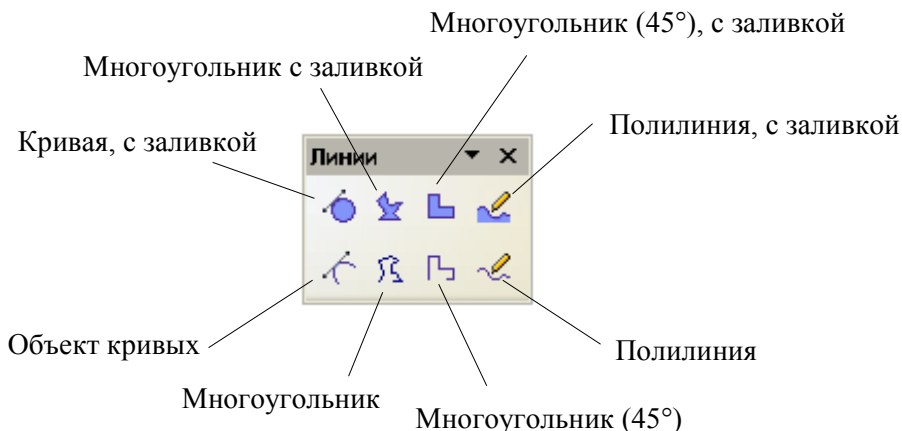 Многоугольник (45°), с заливкой
Многоугольник с заливкой
Полилиния, с заливкой
Кривая, с заливкой
Линии
Объект кривых
Полилиния
Многоугольник
Многоугольник (45°)